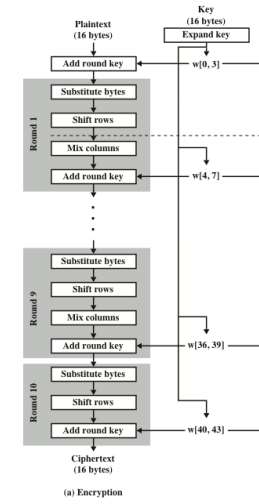 Plaintext
(16 bytes)
Key
(16 bytes)
Expand key
Add round key
w[0, 3]
Round 1
Substitute bytes
Shift rows
Mix columns
Add round key
w[4, 7]
Round 9
Substitute bytes
Shift rows
Mix columns
Add round key
w[36, 39]
Round 10
Substitute bytes
Shift rows
Add round key
w[40, 43]
Ciphertext
(16 bytes)
(a) Encryption